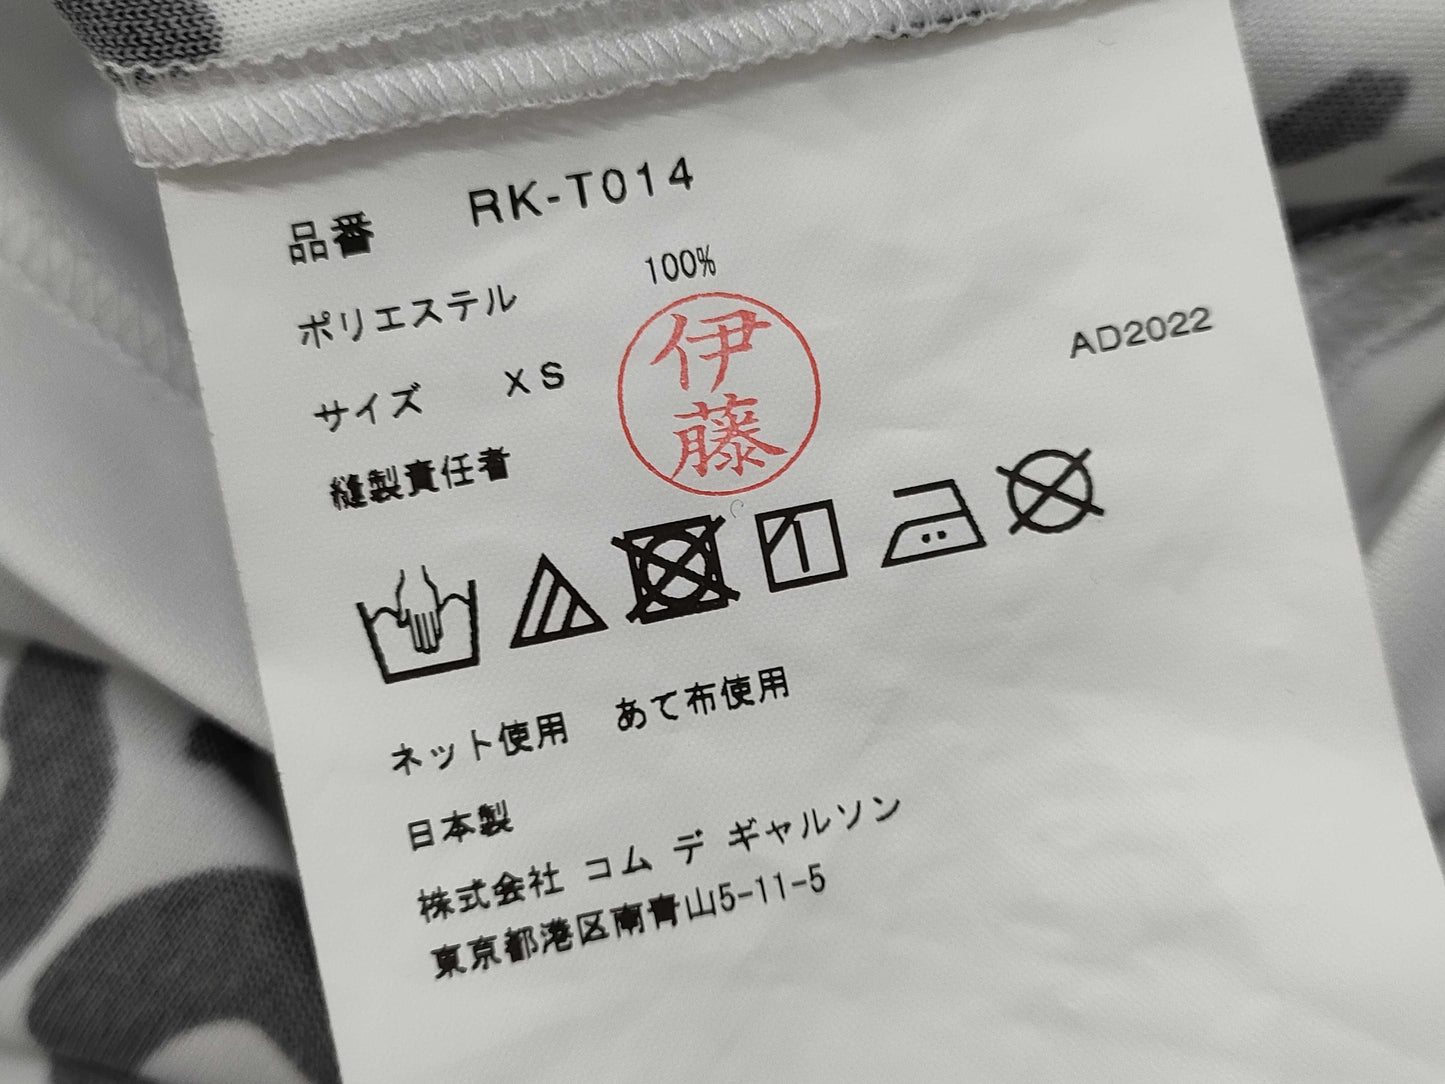 品番 RK-T014
ポリエステル 100%
サイズ XS
AD2022
縫製責任者
伊藤
ネット使用 あて布使用
日本製
株式会社 コム デ ギャルソン
東京都港区南青山5-11-5